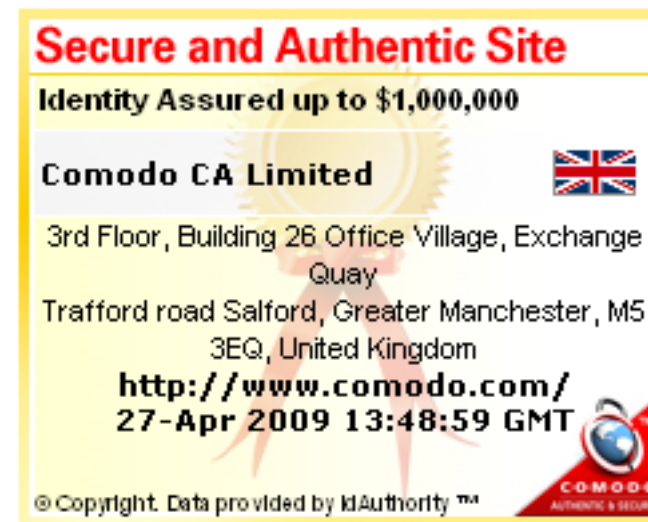 Secure and Authentic Site
Identity Assured up to $1,000,000
Comodo CA Limited
3rd Floor, Building 26 Office Village, Exchange
Quay
Trafford road Salford, Greater Manchester, M5
3EQ, United Kingdom
http://www.comodo.com/
27-Apr 2009 13:48:59 GMT
COMODO
AUTHENTIC & SECURE
© Copyright. Data provided by IdAuthority ™